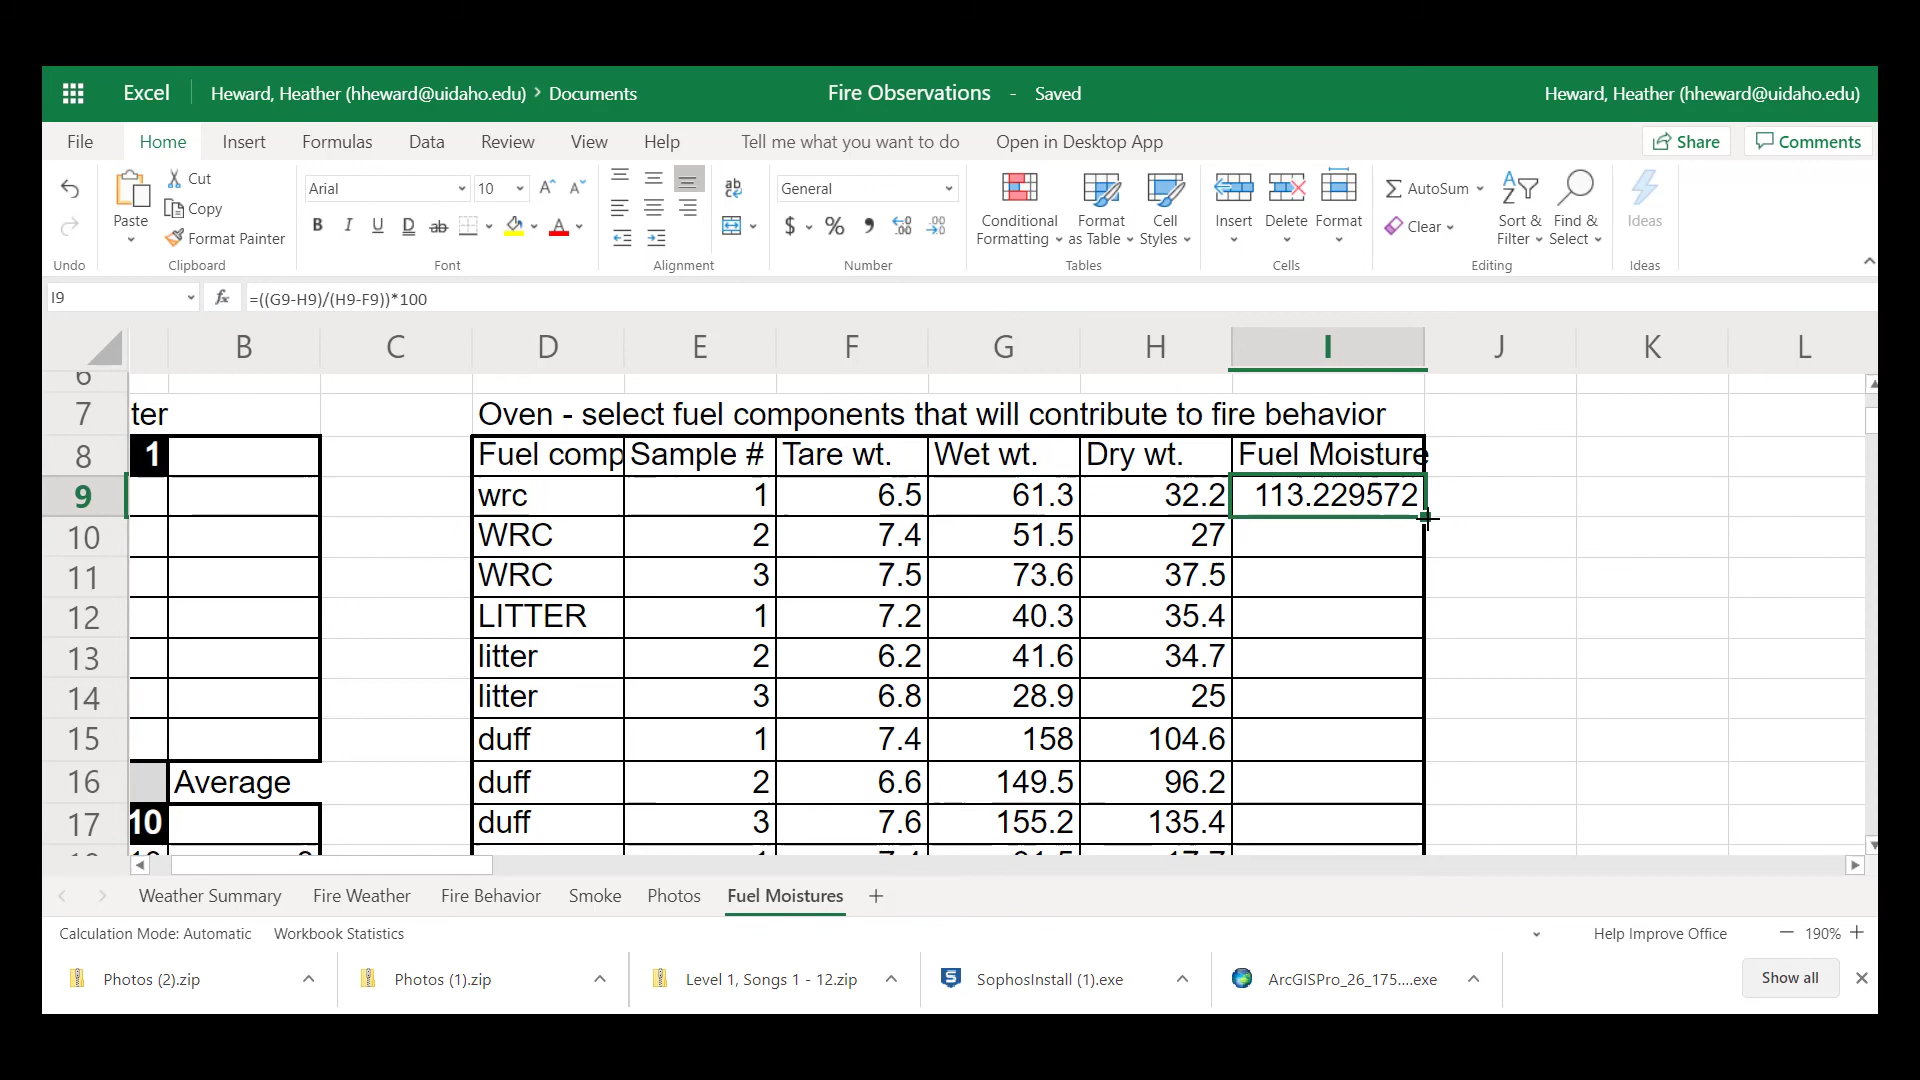 Excel Heward, Heather (hheward@uidaho.edu) > Documents Fire Observations - Saved Heward, Heather (hheward@uidaho.edu)
File Home Insert Formulas Data Review View Help Tell me what you want to do Open in Desktop App Share Comments
Paste Cut Copy Format Painter
Arial 10 General
B I U D ab A $ % ,
Conditional Formatting Format as Table Cell Styles Insert Delete Format AutoSum Clear Sort & Filter Find & Select Ideas
Undo Clipboard Font Alignment Number Tables Cells Editing Ideas
I9 fx =((G9-H9)/(H9-F9))*100
B C D E F G H I J K L
6
7 ter Oven - select fuel components that will contribute to fire behavior
8 1 Fuel comp Sample # Tare wt. Wet wt. Dry wt. Fuel Moisture
9 wrc 1 6.5 61.3 32.2 113.229572
10 WRC 2 7.4 51.5 27
11 WRC 3 7.5 73.6 37.5
12 LITTER 1 7.2 40.3 35.4
13 litter 2 6.2 41.6 34.7
14 litter 3 6.8 28.9 25
15 duff 1 7.4 158 104.6
16 Average duff 2 6.6 149.5 96.2
17 10 duff 3 7.6 155.2 135.4
Weather Summary Fire Weather Fire Behavior Smoke Photos Fuel Moistures +
Calculation Mode: Automatic Workbook Statistics Help Improve Office — 190% +
Photos (2).zip Photos (1).zip Level 1, Songs 1 - 12.zip SophosInstall (1).exe ArcGISPro_26_175....exe Show all